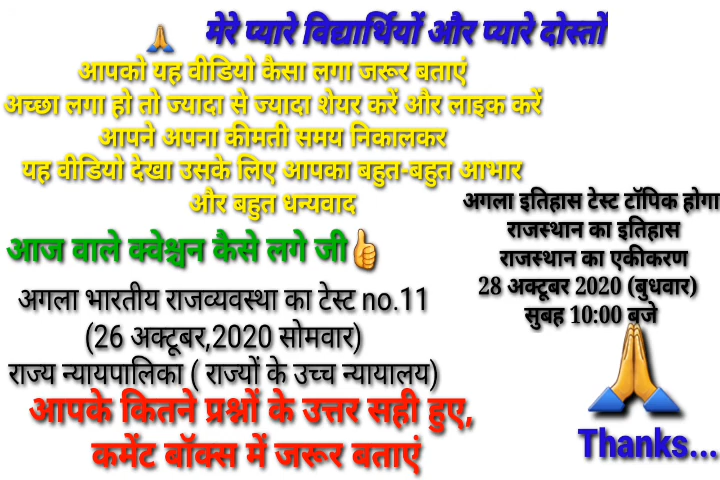 🙏 मेरे प्यारे विद्यार्थियों और प्यारे दोस्तों
आपको यह वीडियो कैसा लगा जरूर बताएं
अच्छा लगा हो तो ज्यादा से ज्यादा शेयर करें और लाइक करें
आपने अपना कीमती समय निकालकर
यह वीडियो देखा उसके लिए आपका बहुत-बहुत आभार
और बहुत धन्यवाद
आज वाले क्वेश्चन कैसे लगे जी👍
अगला भारतीय राजव्यवस्था का टेस्ट no.11
(26 अक्टूबर,2020 सोमवार)
राज्य न्यायपालिका ( राज्यों के उच्च न्यायालय)
आपके कितने प्रश्नों के उत्तर सही हुए,
कमेंट बॉक्स में जरूर बताएं
अगला इतिहास टेस्ट टॉपिक होगा
राजस्थान का इतिहास
राजस्थान का एकीकरण
28 अक्टूबर 2020 (बुधवार)
सुबह 10:00 बजे
🙏
Thanks...